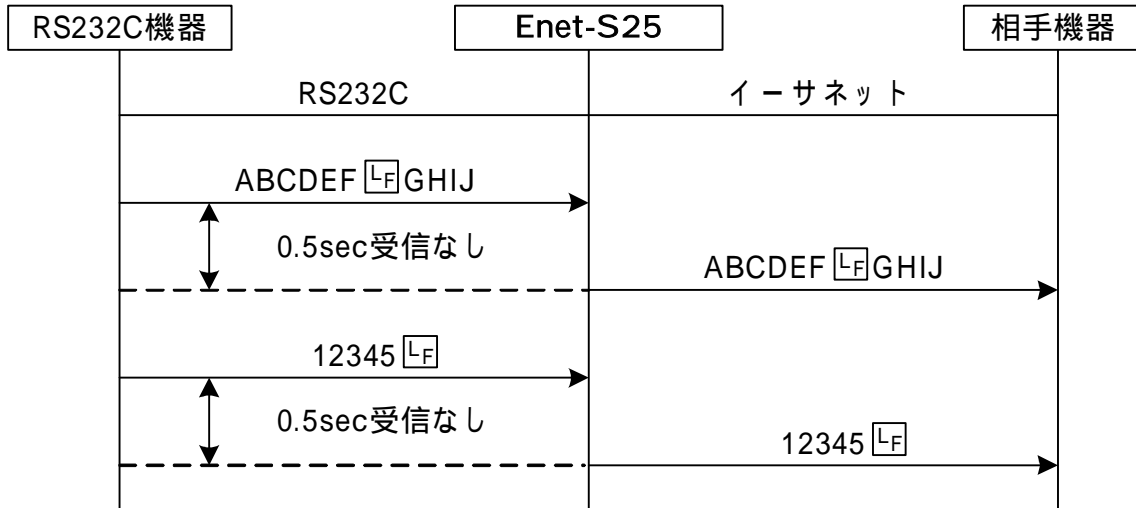 RS232C機器 Enet-S25 相手機器
RS232C イーサネット
ABCDEF LF GHIJ
0.5sec受信なし
ABCDEF LF GHIJ
12345 LF
0.5sec受信なし
12345 LF